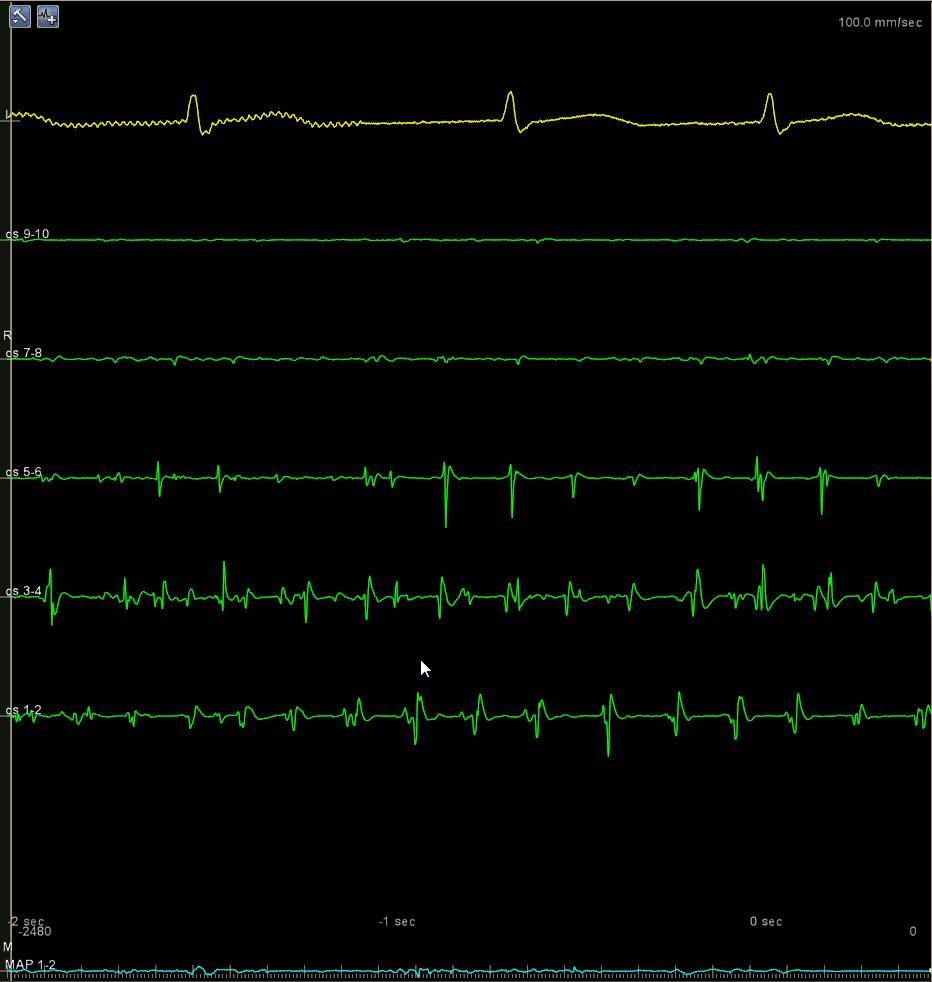 100.0 mm/sec
I
cs 9-10
R
cs 7-8
cs 5-6
cs 3-4
cs 1-2
-2 sec
-1 sec
0 sec
-2480
0
M
MAP 1-2